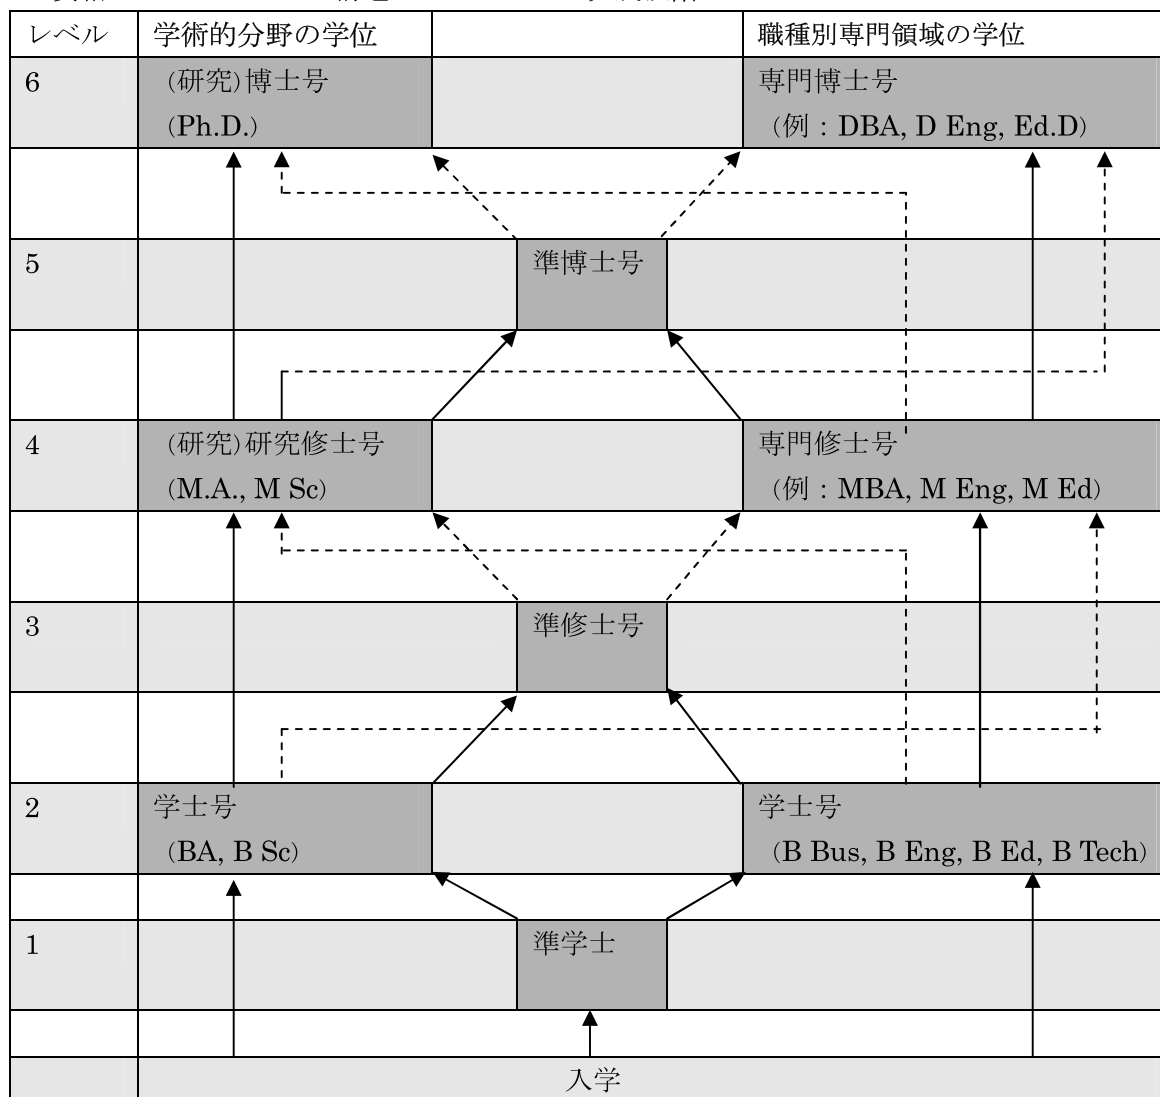 レベル 学術的分野の学位 職種別専門領域の学位
6 (研究)博士号 専門博士号
(Ph.D.) (例:DBA, D Eng, Ed.D)
5 準博士号
4 (研究)研究修士号 専門修士号
(M.A., M Sc) (例:MBA, M Eng, M Ed)
3 準修士号
2 学士号 学士号
(BA, B Sc) (B Bus, B Eng, B Ed, B Tech)
1 準学士
入学